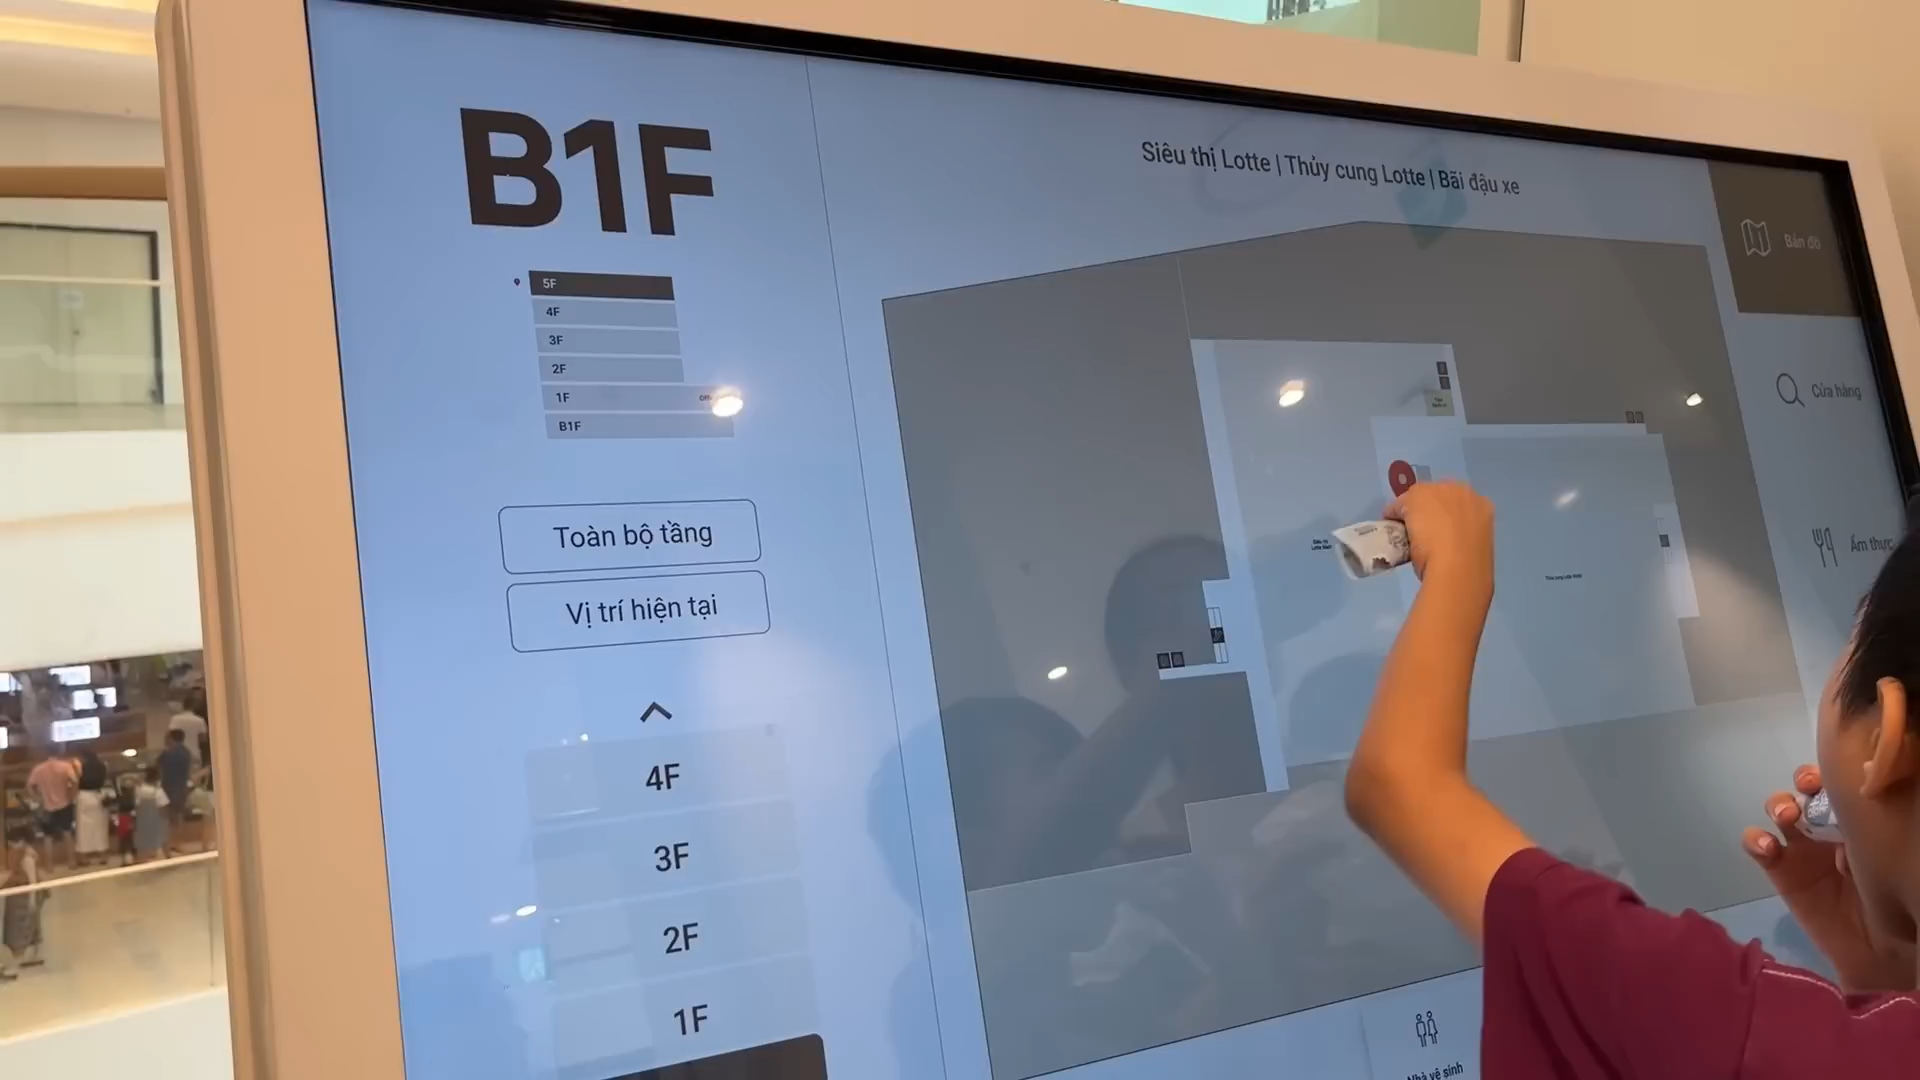 B1F
Siêu thị Lotte | Thủy cung Lotte | Bãi đậu xe
Bản đồ
5F
4F
3F
2F
1F
B1F
Cửa hàng
Toàn bộ tầng
Vị trí hiện tại
Ẩm thực
4F
3F
2F
1F
Nhà vệ sinh